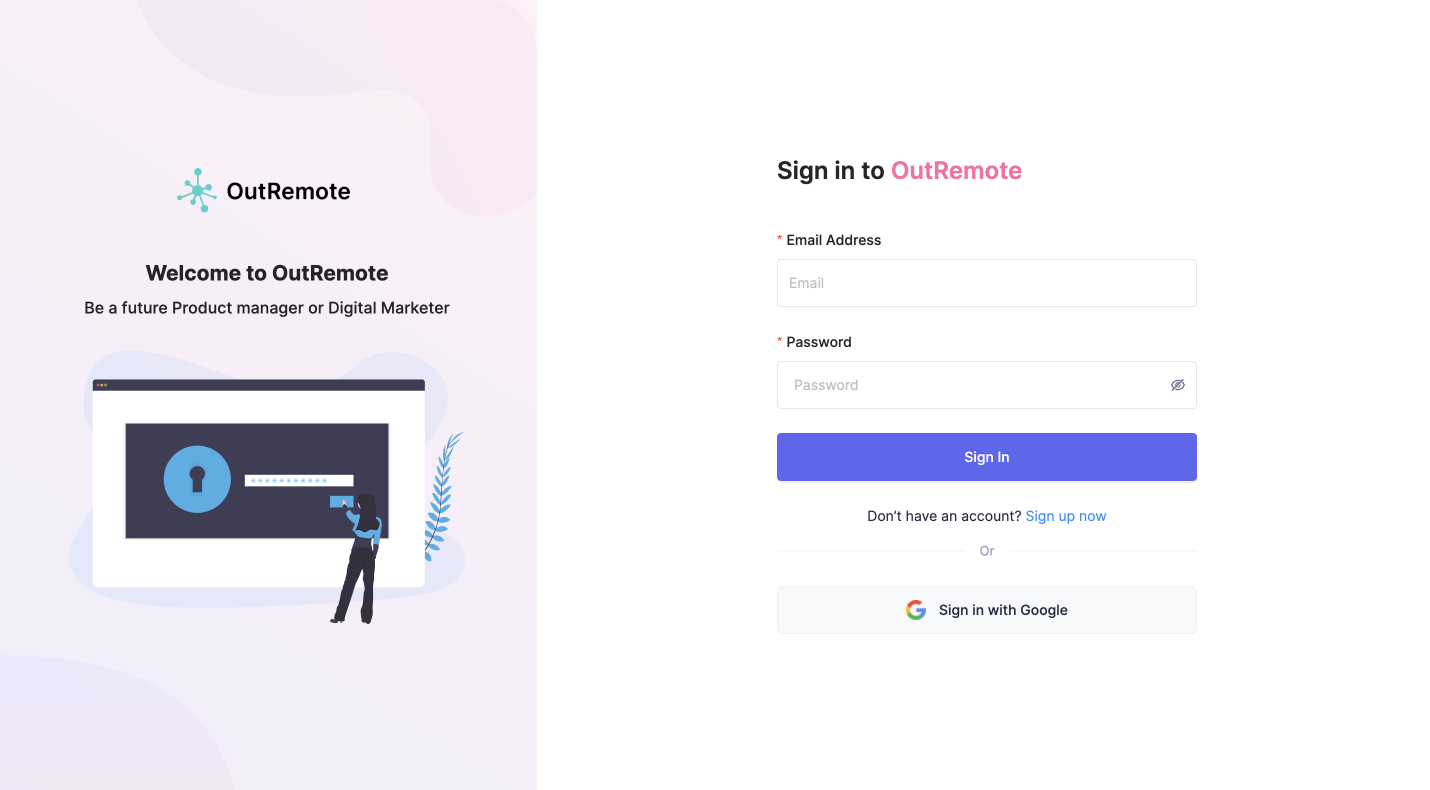 OutRemote
Welcome to OutRemote
Be a future Product manager or Digital Marketer
Sign in to OutRemote
* Email Address
Email
* Password
Password
Sign In
Don’t have an account? Sign up now
Or
Sign in with Google